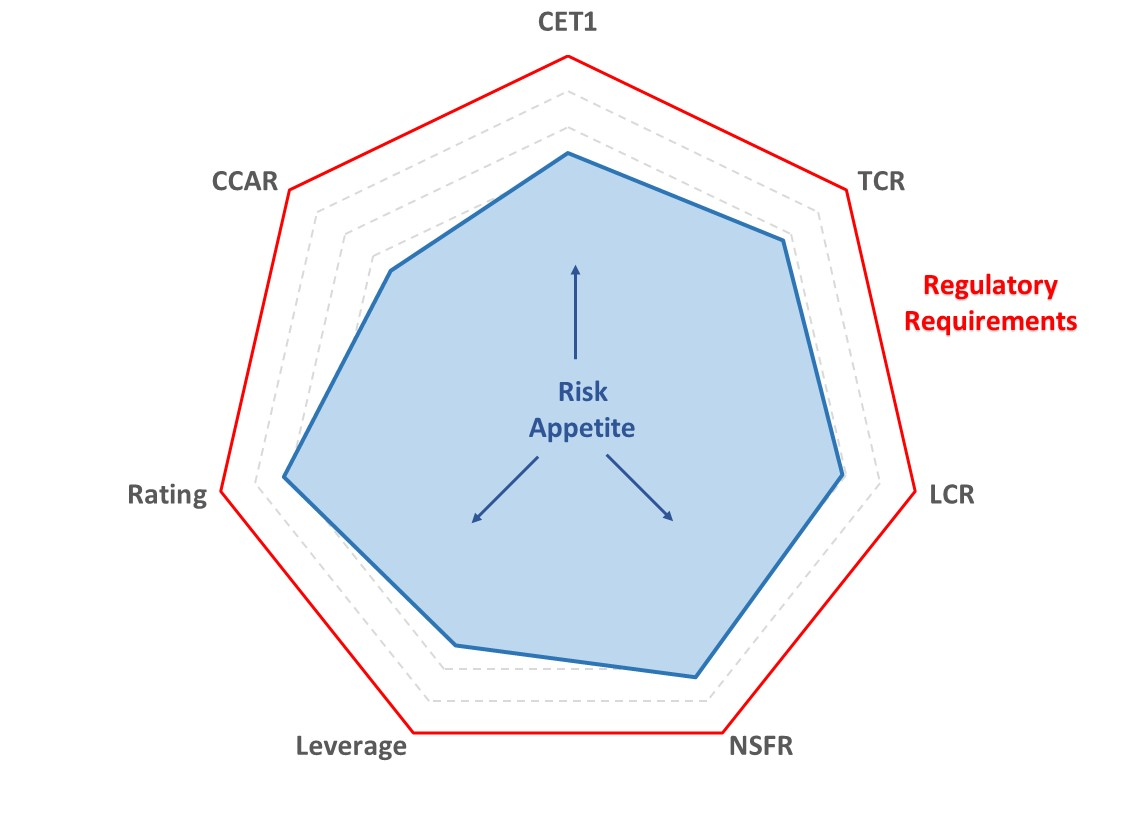 CET1
CCAR
TCR
Regulatory
Requirements
Risk
Appetite
Rating
LCR
Leverage
NSFR